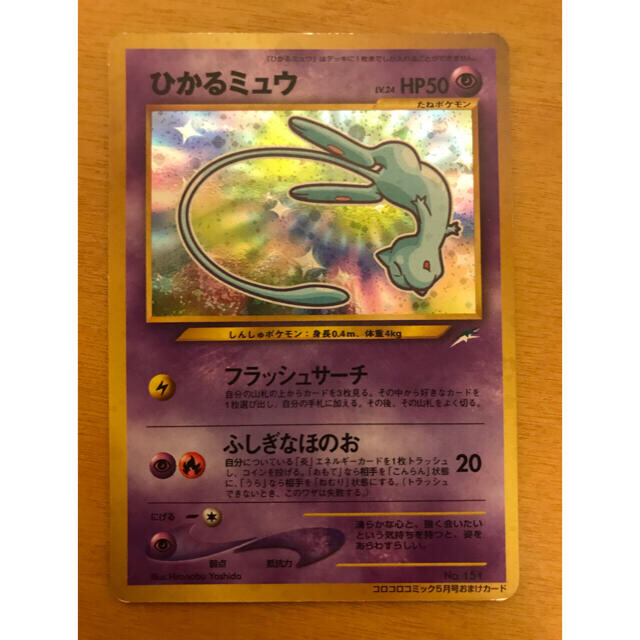 「ひかるミュウ」はデッキに1枚までしか入れることができません。
ひかるミュウ LV.24 HP50
たねポケモン
しんしゅポケモン：身長0.4m、体重4kg
フラッシュサーチ
自分の山札の上からカードを3枚見る。その中から好きなカードを
1枚選び出し、自分の手札に加える。その後、その山札をよく切る。
ふしぎなほのお 20
自分についている「炎」エネルギーカードを1枚トラッシュ
し、コインを投げる。「おもて」なら相手を「こんらん」状態
に、「うら」なら相手を「ねむり」状態にする。（トラッシュ
できないとき、このワザは失敗する。）
にげる
弱点 抵抗力
清らかな心と、強く会いたい
という気持ちを持つと、姿を
あらわすらしい。
Illus. Hironobu Yoshida
No. 151
コロコロコミック5月号おまけカード